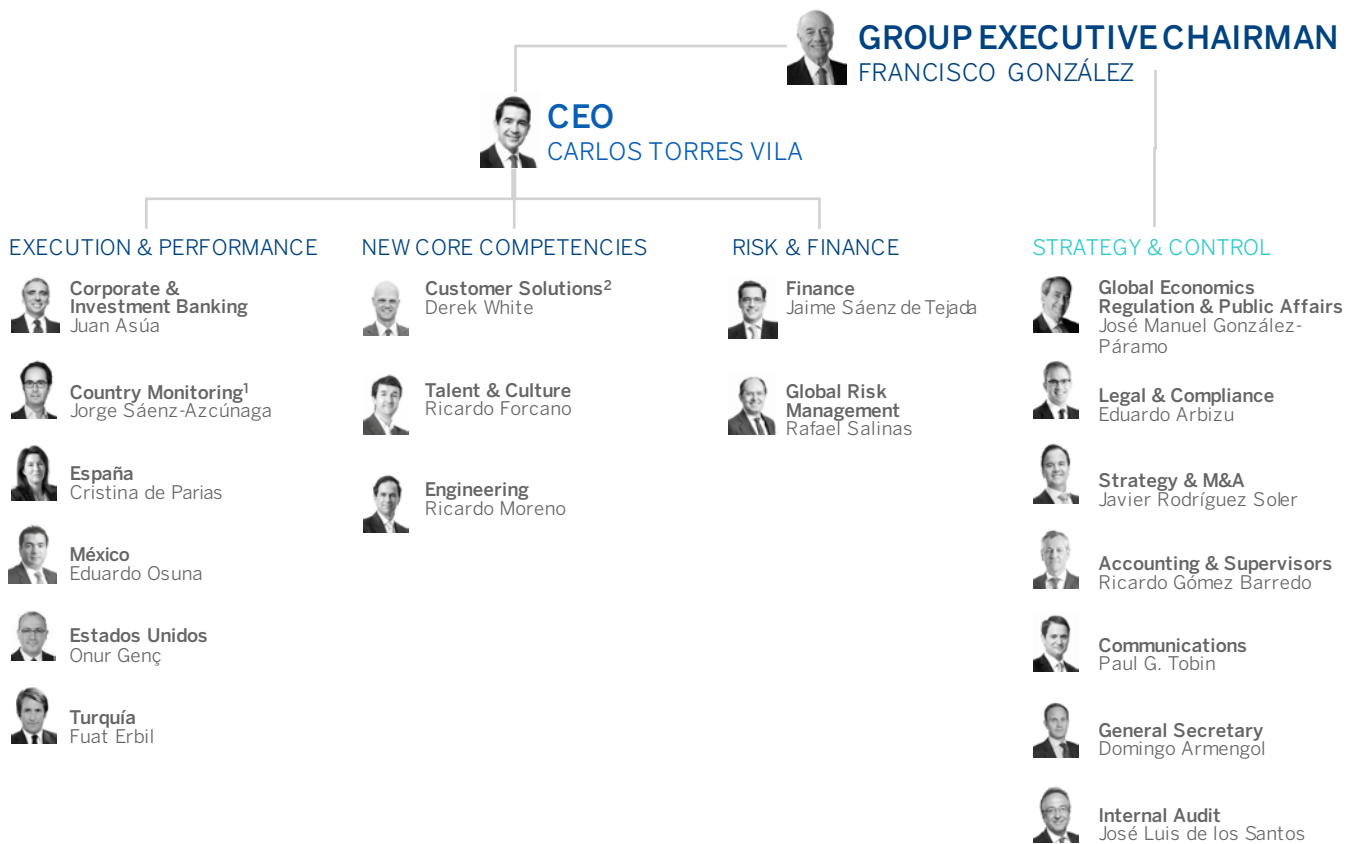 GROUP EXECUTIVE CHAIRMAN
FRANCISCO GONZÁLEZ
CEO
CARLOS TORRES VILA
EXECUTION & PERFORMANCE
Corporate &
Investment Banking
Juan Asúa
Country Monitoring¹
Jorge Sáenz-Azcúnaga
España
Cristina de Parias
México
Eduardo Osuna
Estados Unidos
Onur Genç
Turquía
Fuat Erbil
NEW CORE COMPETENCIES
Customer Solutions²
Derek White
Talent & Culture
Ricardo Forcano
Engineering
Ricardo Moreno
RISK & FINANCE
Finance
Jaime Sáenz de Tejada
Global Risk
Management
Rafael Salinas
STRATEGY & CONTROL
Global Economics
Regulation & Public Affairs
José Manuel González-
Páramo
Legal & Compliance
Eduardo Arbizu
Strategy & M&A
Javier Rodríguez Soler
Accounting & Supervisors
Ricardo Gómez Barredo
Communications
Paul G. Tobin
General Secretary
Domingo Armengol
Internal Audit
José Luis de los Santos